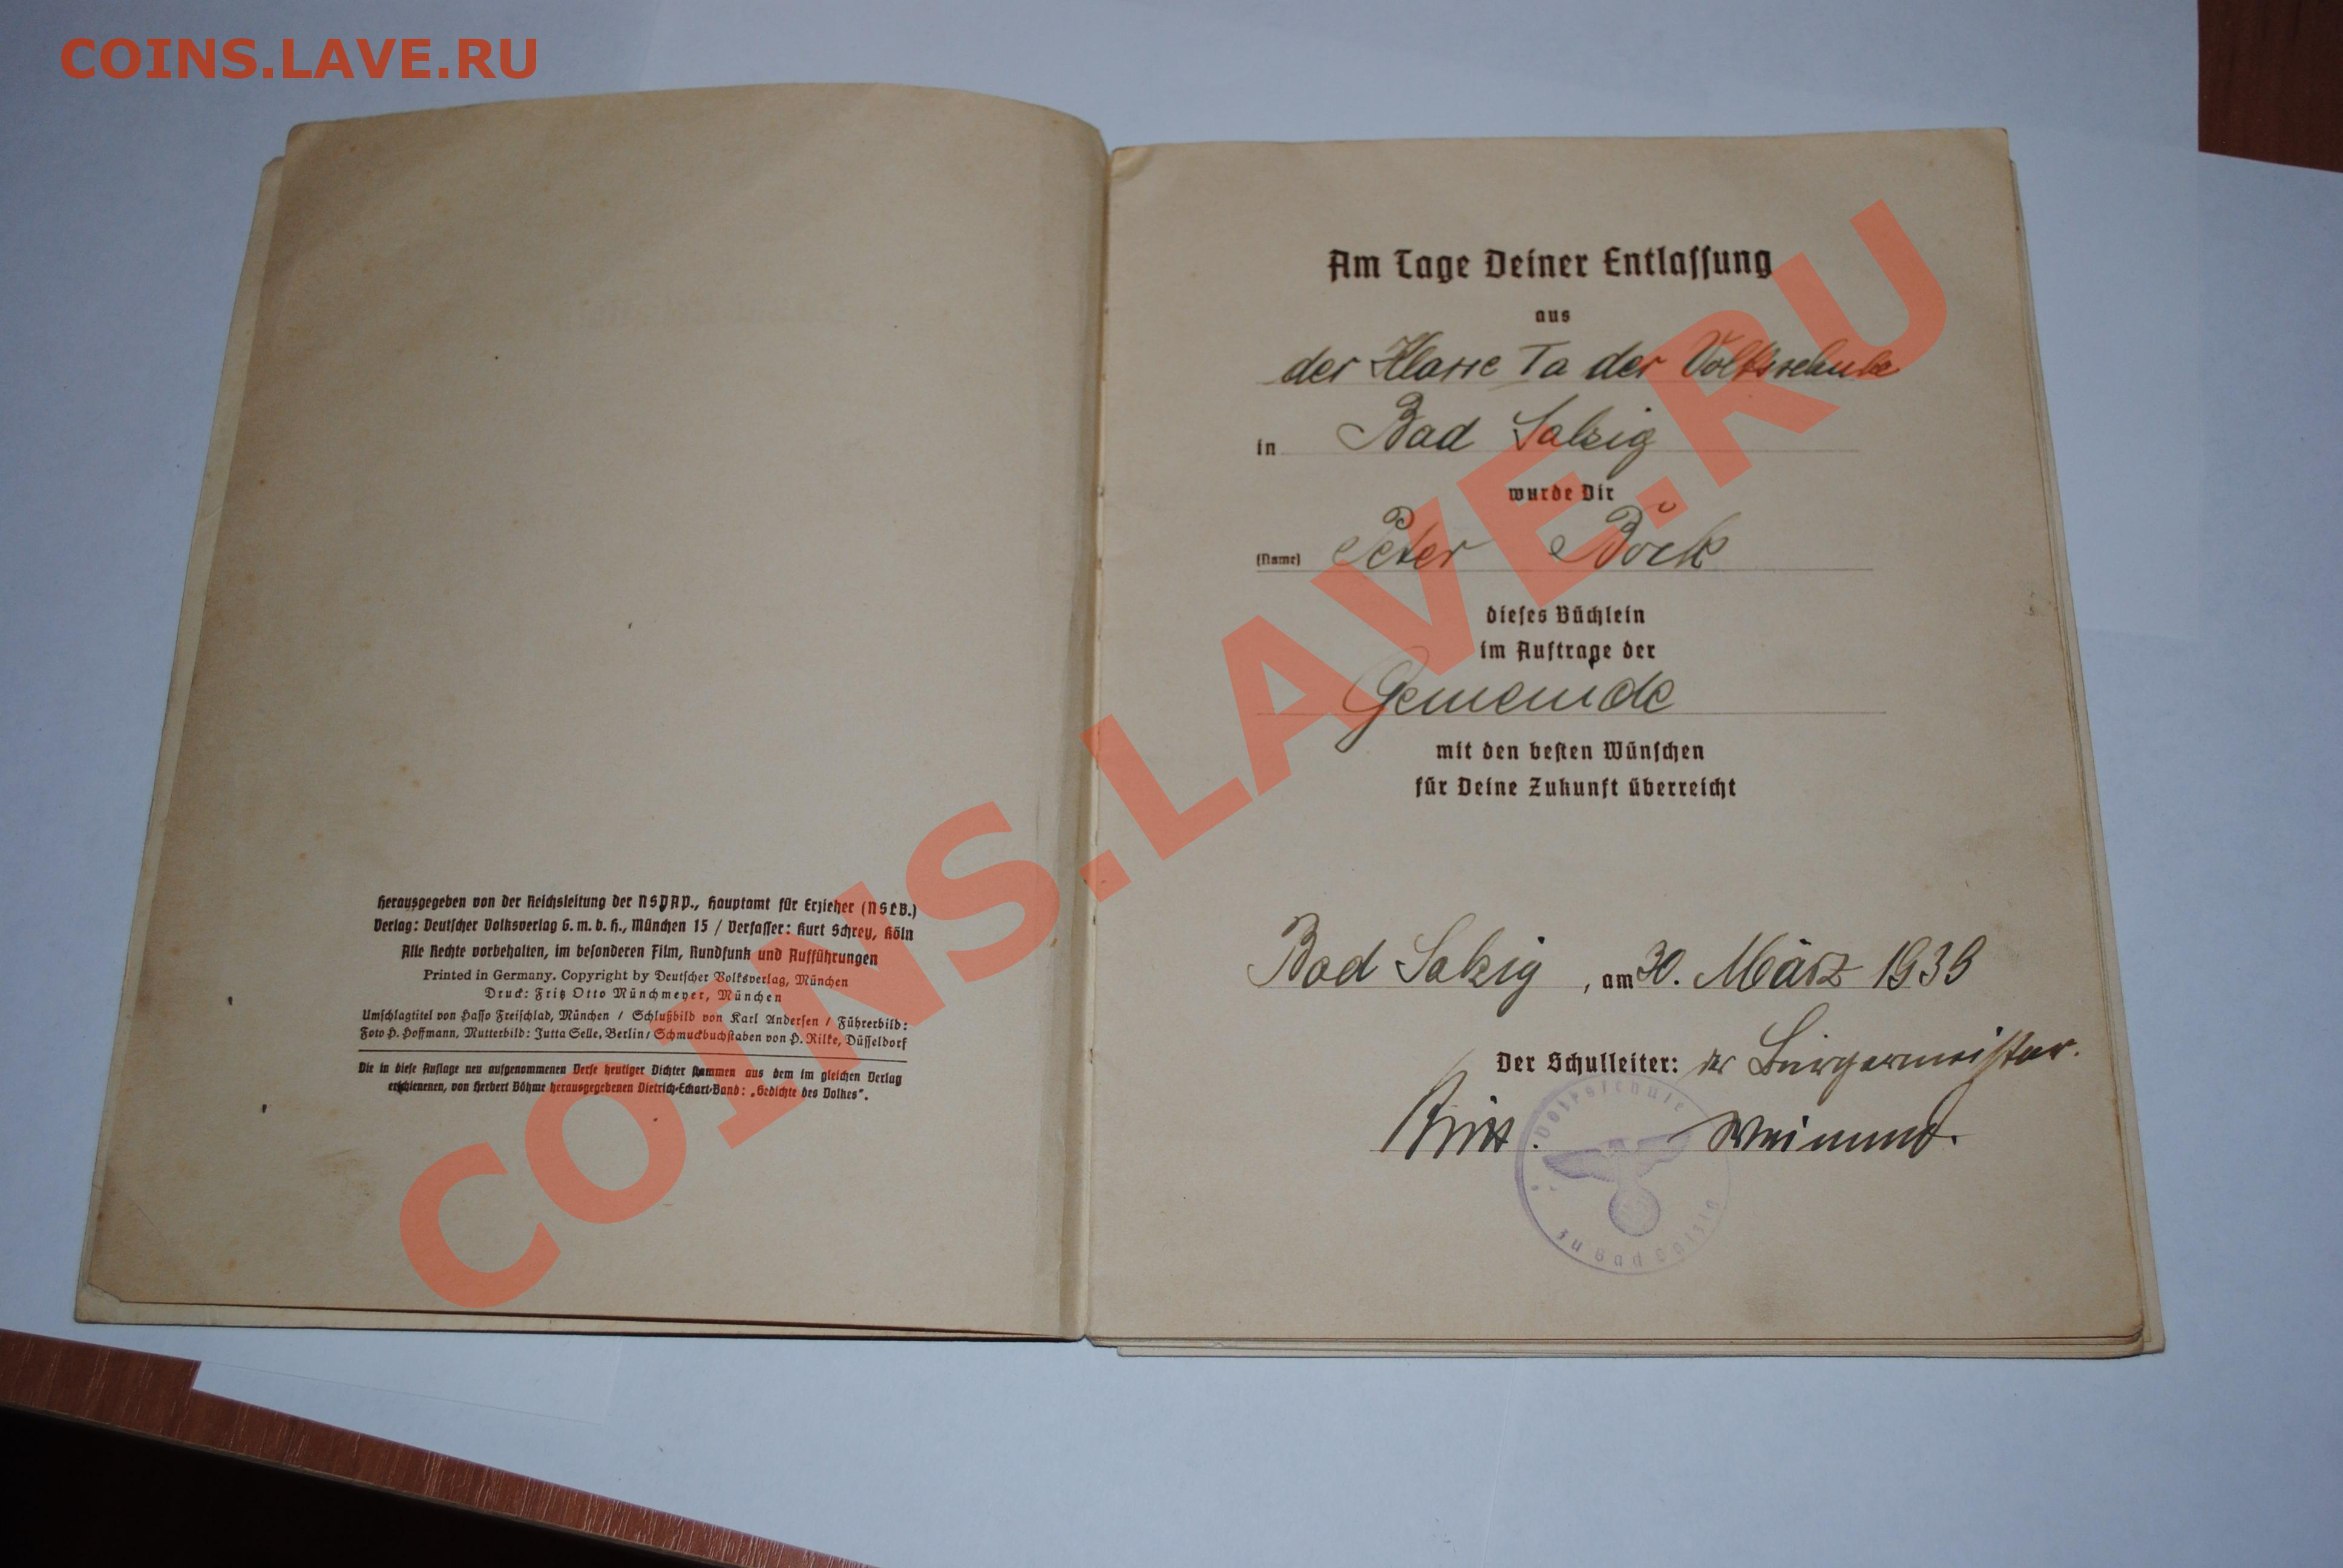 COINS.LAVE.RU
Herausgegeben von der Reichsleitung der NSDAP., Hauptamt für Erzieher (NSLB.)
Verlag: Deutscher Volksverlag G. m. b. H., München 15 / Verfasser: Kurt Schrey, Köln
Alle Rechte vorbehalten, im besonderen Film, Rundfunk und Aufführungen
Printed in Germany. Copyright by Deutscher Volksverlag, München
Druck: Fritz Otto Münchmeyer, München
Umschlagtitel von Hasso Freischlad, München / Schlußbild von Karl Andersen / Führerbild:
Foto H. Hoffmann, Mutterbild: Jutta Selle, Berlin / Schmuckbuchstaben von H. Rilke, Düsseldorf
Die in diese Auflage neu aufgenommenen Verse heutiger Dichter stammen aus dem im gleichen Verlag
erschienenen, von Herbert Böhme herausgegebenen Dietrich-Eckart-Band: „Gedichte des Volkes".
Am Tage Deiner Entlassung
aus
der Klasse Ia der Volksschule
in Bad Salzig
wurde Dir
(Name) Peter Böck
dieses Büchlein
im Auftrage der
Gemeinde
mit den besten Wünschen
für Deine Zukunft überreicht
Bad Salzig, am 30. März 1939
Der Schulleiter: der Bürgermeister.
Volksschule
COINS.LAVE.RU